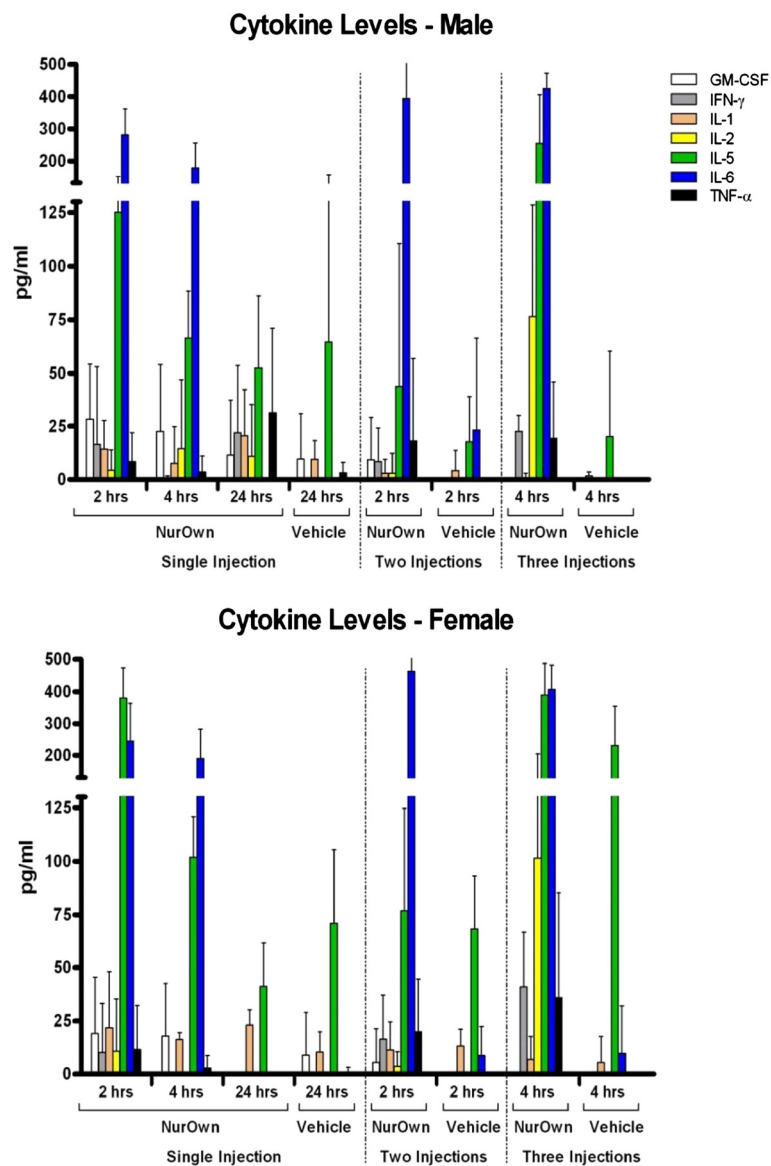 Cytokine Levels - Male
500
400
300
200
125
100
75
50
25
0
pg/ml
GM-CSF
IFN-γ
IL-1
IL-2
IL-5
IL-6
TNF-α
2 hrs 4 hrs 24 hrs 24 hrs 2 hrs 2 hrs 4 hrs 4 hrs
NurOwn Vehicle NurOwn Vehicle NurOwn Vehicle
Single Injection Two Injections Three Injections
Cytokine Levels - Female
500
400
300
200
125
100
75
50
25
0
pg/ml
2 hrs 4 hrs 24 hrs 24 hrs 2 hrs 2 hrs 4 hrs 4 hrs
NurOwn Vehicle NurOwn Vehicle NurOwn Vehicle
Single Injection Two Injections Three Injections